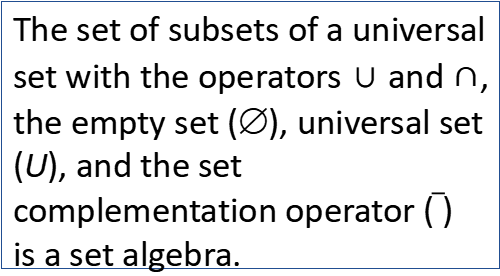 The set of subsets of a universal
set with the operators ∪ and ∩,
the empty set (∅), universal set
(U), and the set
complementation operator (¯)
is a set algebra.